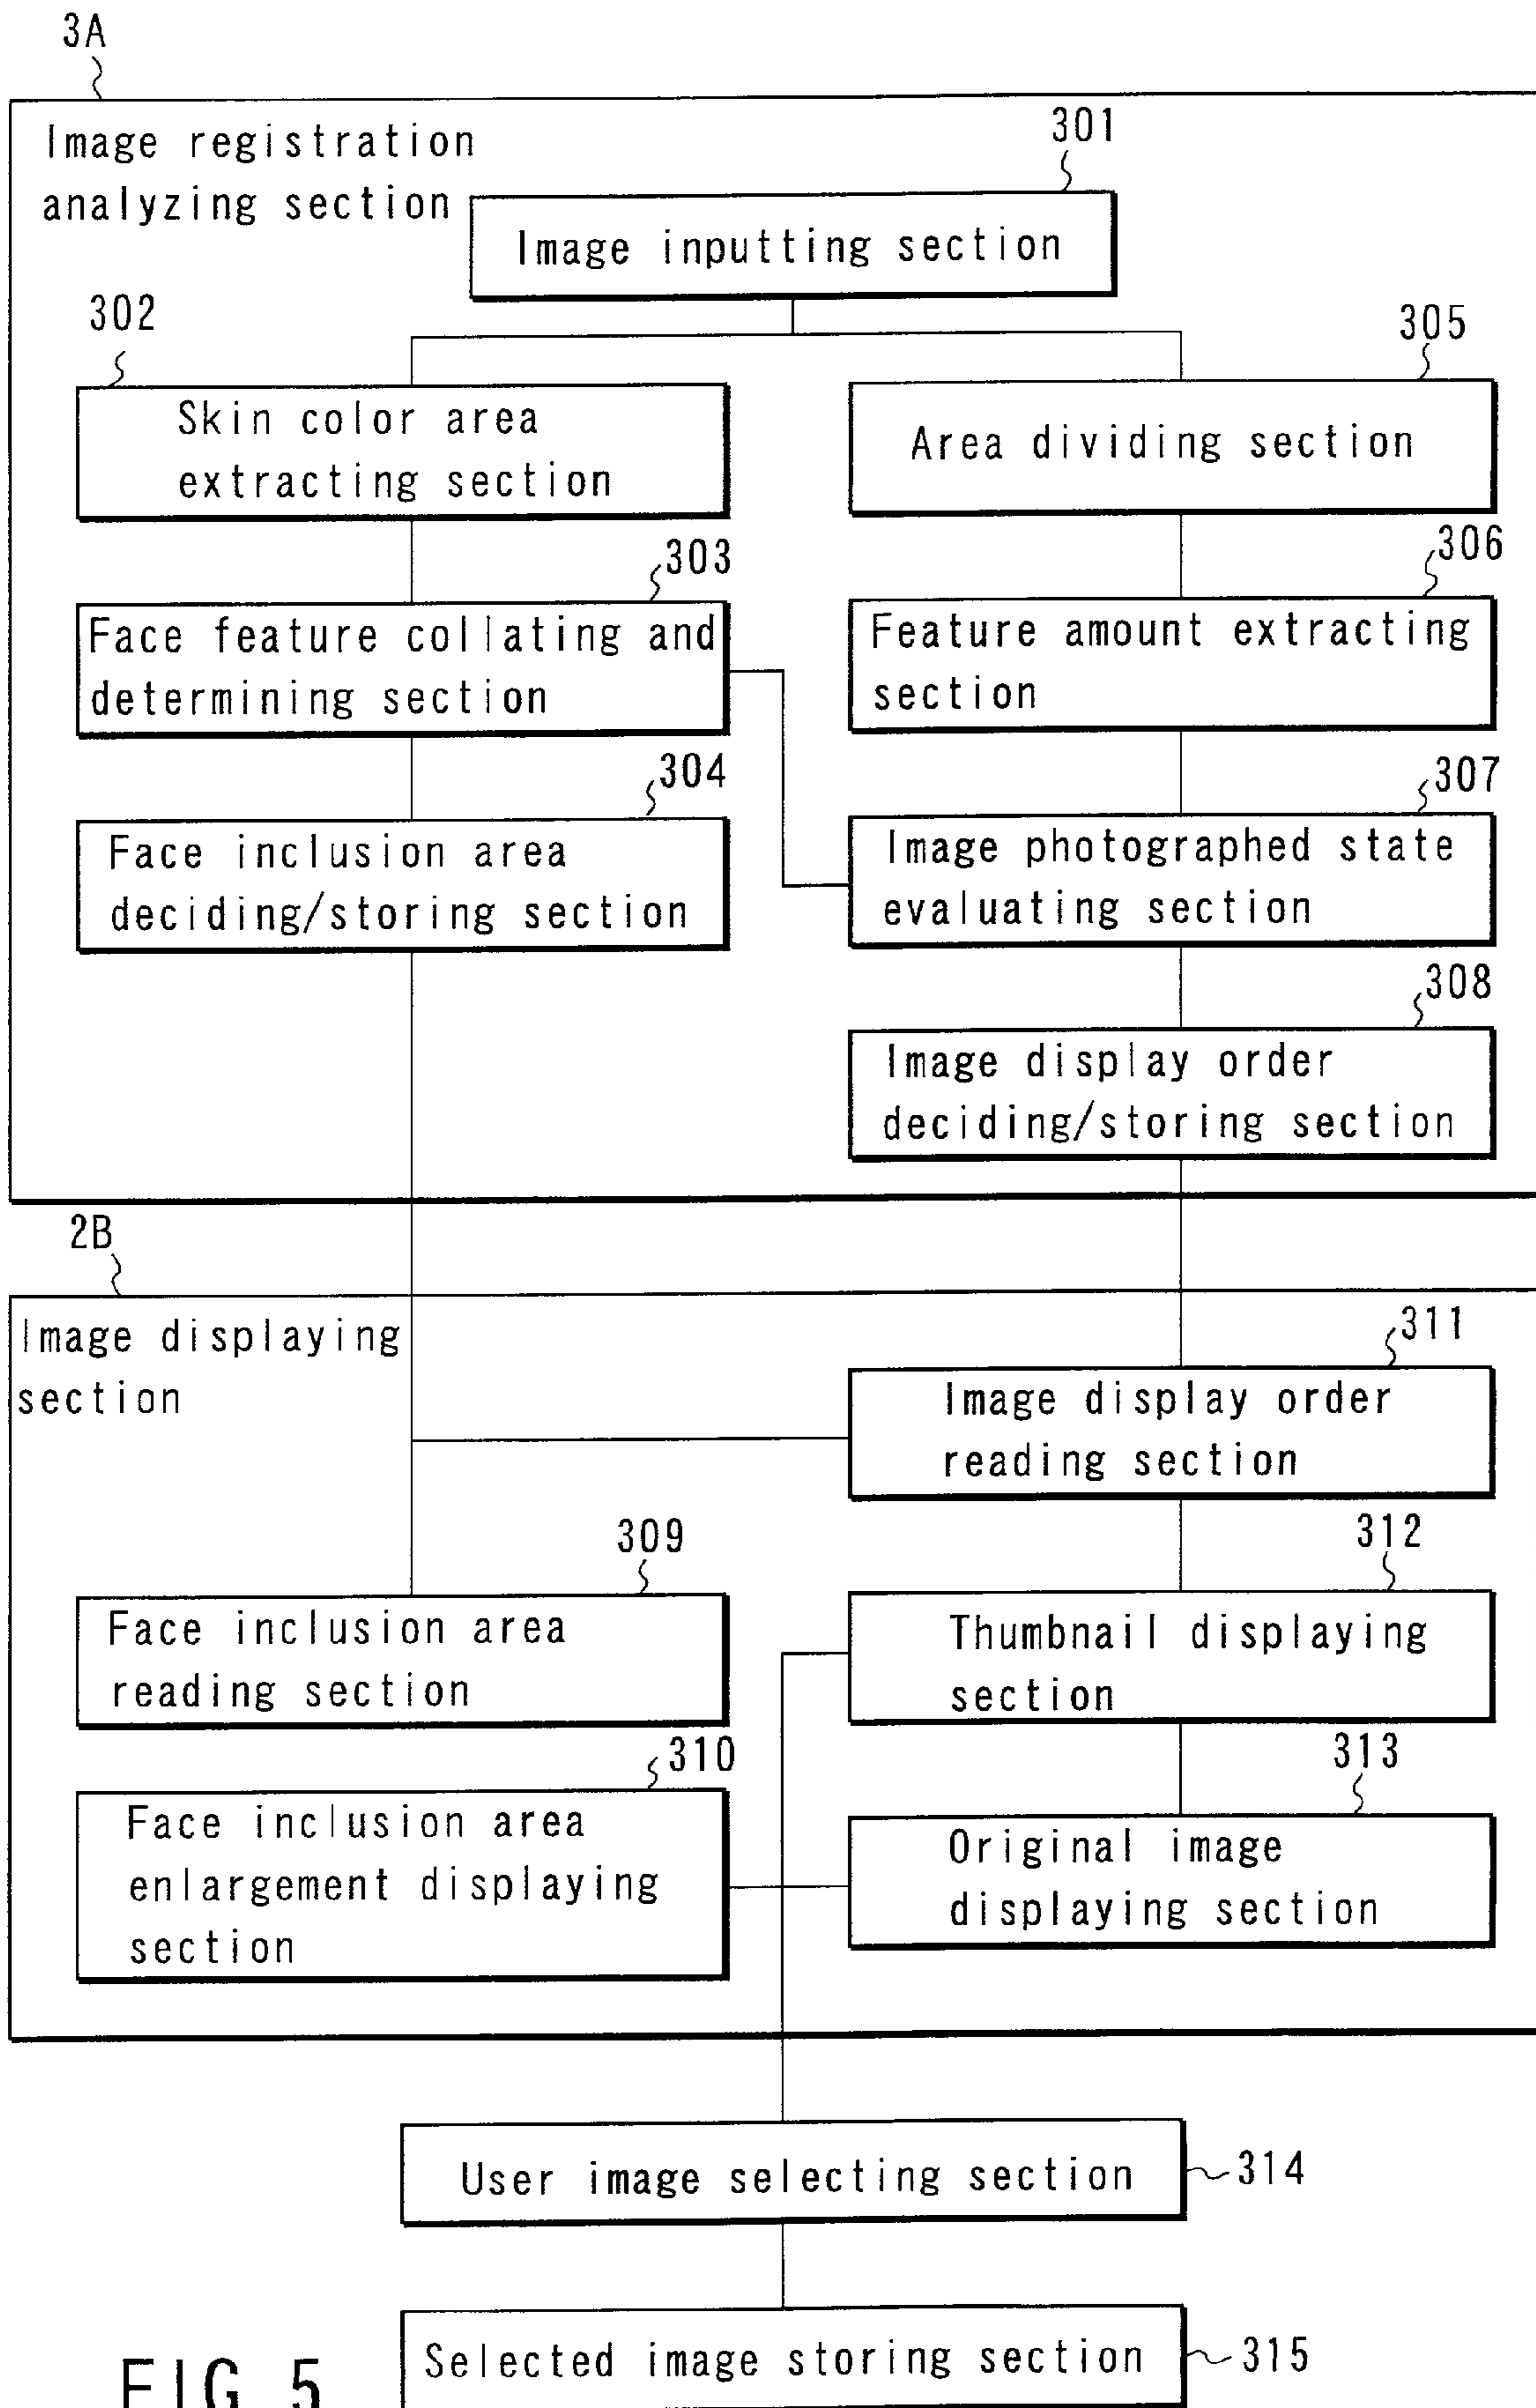 3A
Image registration
analyzing section
301
Image inputting section
302
Skin color area
extracting section
305
Area dividing section
303
Face feature collating and
determining section
306
Feature amount extracting
section
304
Face inclusion area
deciding/storing section
307
Image photographed state
evaluating section
308
Image display order
deciding/storing section
2B
Image displaying
section
311
Image display order
reading section
309
Face inclusion area
reading section
312
Thumbnail displaying
section
310
Face inclusion area
enlargement displaying
section
313
Original image
displaying section
User image selecting section
314
Selected image storing section
315
FIG. 5